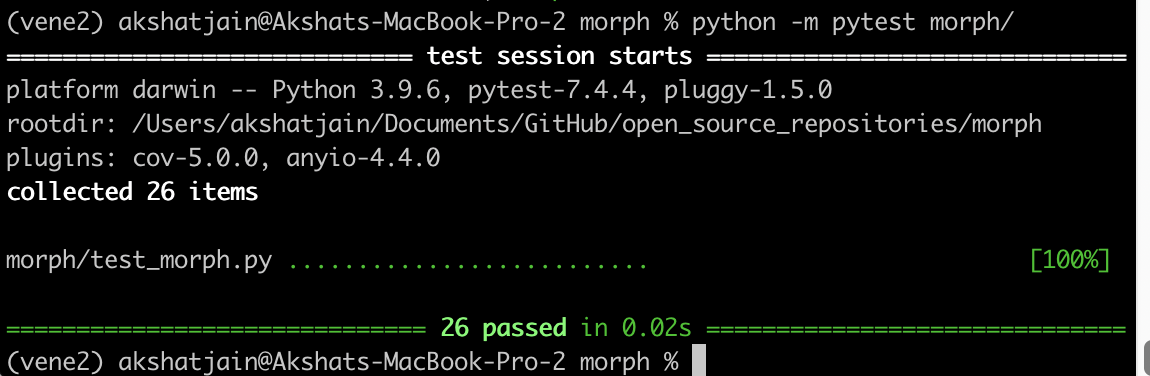 (vene2) akshatjain@Akshats-MacBook-Pro-2 morph % python -m pytest morph/
============================= test session starts ==============================
platform darwin -- Python 3.9.6, pytest-7.4.4, pluggy-1.5.0
rootdir: /Users/akshatjain/Documents/GitHub/open_source_repositories/morph
plugins: cov-5.0.0, anyio-4.4.0
collected 26 items
morph/test_morph.py .......................... [100%]
============================== 26 passed in 0.02s ==============================
(vene2) akshatjain@Akshats-MacBook-Pro-2 morph %